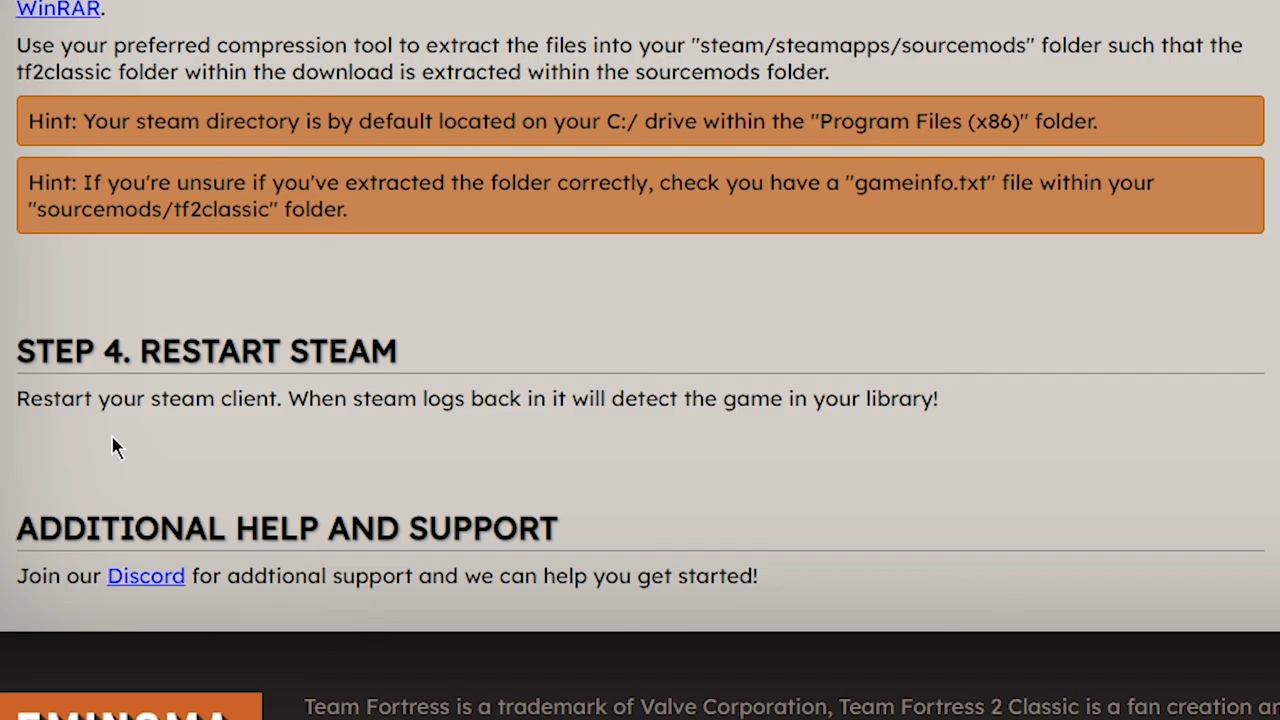 WinRAR.
Use your preferred compression tool to extract the files into your "steam/steamapps/sourcemods" folder such that the
tf2classic folder within the download is extracted within the sourcemods folder.
Hint: Your steam directory is by default located on your C:/ drive within the "Program Files (x86)" folder.
Hint: If you're unsure if you've extracted the folder correctly, check you have a "gameinfo.txt" file within your
"sourcemods/tf2classic" folder.
STEP 4. RESTART STEAM
Restart your steam client. When steam logs back in it will detect the game in your library!
ADDITIONAL HELP AND SUPPORT
Join our Discord for addtional support and we can help you get started!
Team Fortress is a trademark of Valve Corporation, Team Fortress 2 Classic is a fan creation